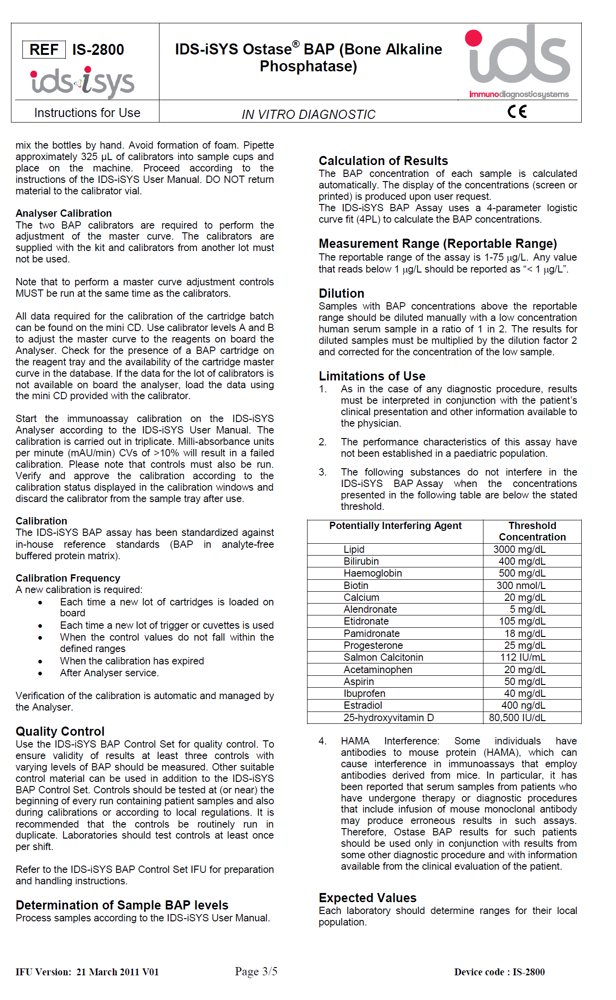 REF IS-2800
ids-isys
IDS-iSYS Ostase® BAP (Bone Alkaline
Phosphatase)
ids
immunodiagnosticsystems
Instructions for Use
IN VITRO DIAGNOSTIC
CE
mix the bottles by hand. Avoid formation of foam. Pipette
approximately 325 µL of calibrators into sample cups and
place on the machine. Proceed according to the
instructions of the IDS-iSYS User Manual. DO NOT return
material to the calibrator vial.
Analyser Calibration
The two BAP calibrators are required to perform the
adjustment of the master curve. The calibrators are
supplied with the kit and calibrators from another lot must
not be used.
Note that to perform a master curve adjustment controls
MUST be run at the same time as the calibrators.
All data required for the calibration of the cartridge batch
can be found on the mini CD. Use calibrator levels A and B
to adjust the master curve to the reagents on board the
Analyser. Check for the presence of a BAP cartridge on
the reagent tray and the availability of the cartridge master
curve in the database. If the data for the lot of calibrators is
not available on board the analyser, load the data using
the mini CD provided with the calibrator.
Start the immunoassay calibration on the IDS-iSYS
Analyser according to the IDS-iSYS User Manual. The
calibration is carried out in triplicate. Milli-absorbance units
per minute (mAU/min) CVs of >10% will result in a failed
calibration. Please note that controls must also be run.
Verify and approve the calibration according to the
calibration status displayed in the calibration windows and
discard the calibrator from the sample tray after use.
Calibration
The IDS-iSYS BAP assay has been standardized against
in-house reference standards (BAP in analyte-free
buffered protein matrix).
Calibration Frequency
A new calibration is required:
• Each time a new lot of cartridges is loaded on
board
• Each time a new lot of trigger or cuvettes is used
• When the control values do not fall within the
defined ranges
• When the calibration has expired
• After Analyser service.
Verification of the calibration is automatic and managed by
the Analyser.
Quality Control
Use the IDS-iSYS BAP Control Set for quality control. To
ensure validity of results at least three controls with
varying levels of BAP should be measured. Other suitable
control material can be used in addition to the IDS-iSYS
BAP Control Set. Controls should be tested at (or near) the
beginning of every run containing patient samples and also
during calibrations or according to local regulations. It is
recommended that the controls be routinely run in
duplicate. Laboratories should test controls at least once
per shift.
Refer to the IDS-iSYS BAP Control Set IFU for preparation
and handling instructions.
Determination of Sample BAP levels
Process samples according to the IDS-iSYS User Manual.
Calculation of Results
The BAP concentration of each sample is calculated
automatically. The display of the concentrations (screen or
printed) is produced upon user request.
The IDS-iSYS BAP Assay uses a 4-parameter logistic
curve fit (4PL) to calculate the BAP concentrations.
Measurement Range (Reportable Range)
The reportable range of the assay is 1-75 µg/L. Any value
that reads below 1 µg/L should be reported as “< 1 µg/L”.
Dilution
Samples with BAP concentrations above the reportable
range should be diluted manually with a low concentration
human serum sample in a ratio of 1 in 2. The results for
diluted samples must be multiplied by the dilution factor 2
and corrected for the concentration of the low sample.
Limitations of Use
1. As in the case of any diagnostic procedure, results
must be interpreted in conjunction with the patient’s
clinical presentation and other information available to
the physician.
2. The performance characteristics of this assay have
not been established in a paediatric population.
3. The following substances do not interfere in the
IDS-iSYS BAP Assay when the concentrations
presented in the following table are below the stated
threshold.
Potentially Interfering Agent Threshold
Concentration
Lipid 3000 mg/dL
Bilirubin 400 mg/dL
Haemoglobin 500 mg/dL
Biotin 300 nmol/L
Calcium 20 mg/dL
Alendronate 5 mg/dL
Etidronate 105 mg/dL
Pamidronate 18 mg/dL
Progesterone 25 mg/dL
Salmon Calcitonin 112 IU/mL
Acetaminophen 20 mg/dL
Aspirin 50 mg/dL
Ibuprofen 40 mg/dL
Estradiol 400 ng/dL
25-hydroxyvitamin D 80,500 IU/dL
4. HAMA Interference: Some individuals have
antibodies to mouse protein (HAMA), which can
cause interference in immunoassays that employ
antibodies derived from mice. In particular, it has
been reported that serum samples from patients who
have undergone therapy or diagnostic procedures
that include infusion of mouse monoclonal antibody
may produce erroneous results in such assays.
Therefore, Ostase BAP results for such patients
should be used only in conjunction with results from
some other diagnostic procedure and with information
available from the clinical evaluation of the patient.
Expected Values
Each laboratory should determine ranges for their local
population.
IFU Version: 21 March 2011 V01
Page 3/5
Device code : IS-2800